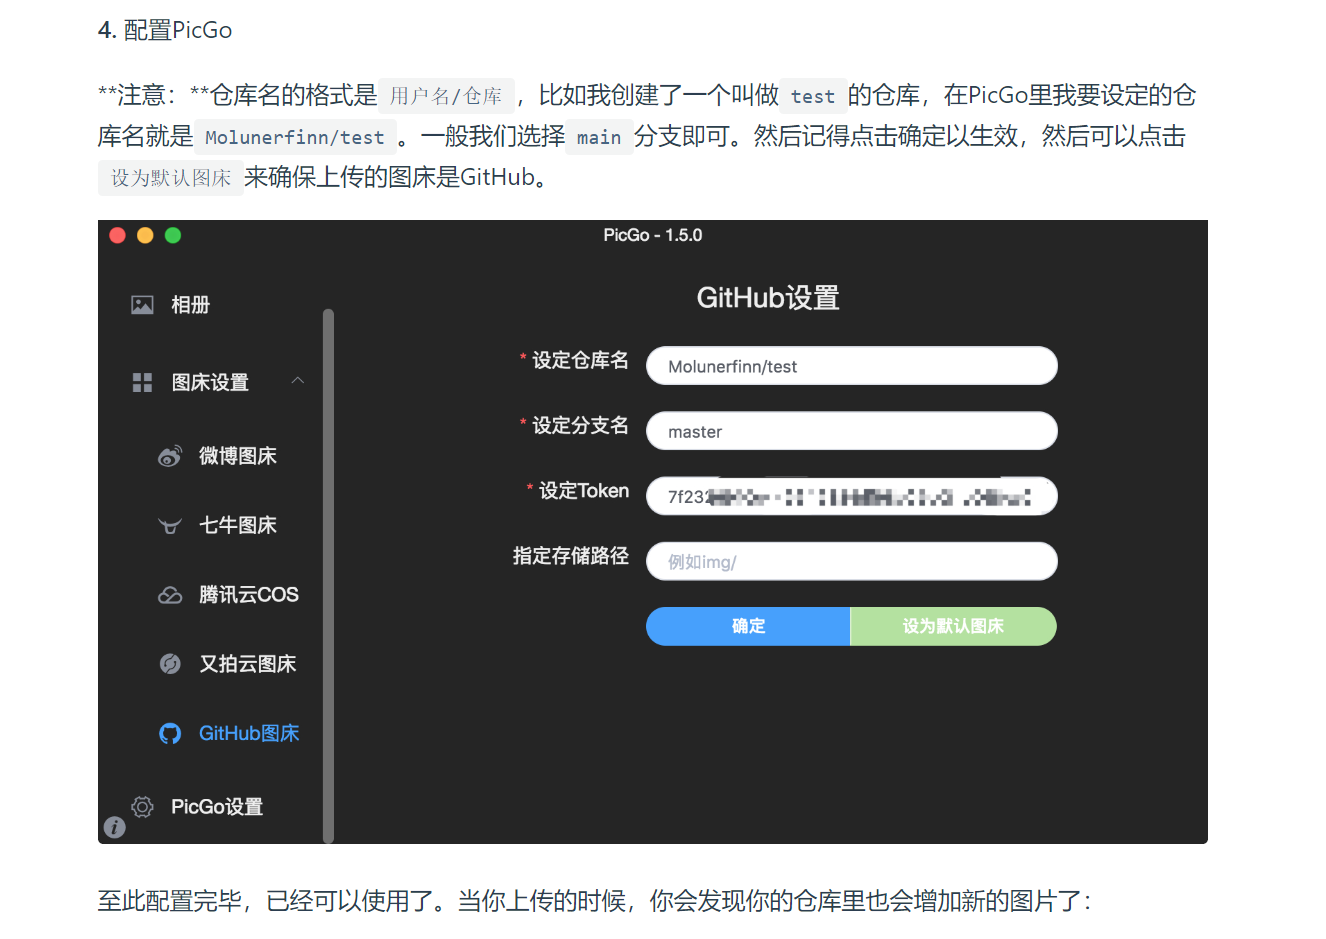 4. 配置PicGo
**注意：**仓库名的格式是 用户名/仓库 ，比如我创建了一个叫做 test 的仓库，在PicGo里我要设定的仓
库名就是 Molunerfinn/test 。一般我们选择 main 分支即可。然后记得点击确定以生效，然后可以点击
设为默认图床 来确保上传的图床是GitHub。
PicGo - 1.5.0
相册
图床设置
微博图床
七牛图床
腾讯云COS
又拍云图床
GitHub图床
PicGo设置
GitHub设置
* 设定仓库名 Molunerfinn/test
* 设定分支名 master
* 设定Token 7f232
指定存储路径 例如img/
确定 设为默认图床
至此配置完毕，已经可以使用了。当你上传的时候，你会发现你的仓库里也会增加新的图片了：